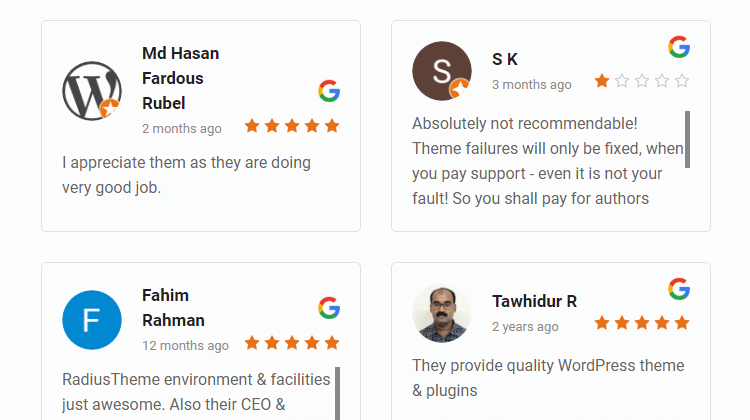 Md Hasan
Fardous
Rubel
2 months ago
I appreciate them as they are doing
very good job.
S
S K
3 months ago
Absolutely not recommendable!
Theme failures will only be fixed, when
you pay support - even it is not your
fault! So you shall pay for authors
F
Fahim
Rahman
12 months ago
RadiusTheme environment & facilities
just awesome. Also their CEO &
Tawhidur R
2 years ago
They provide quality WordPress theme
& plugins